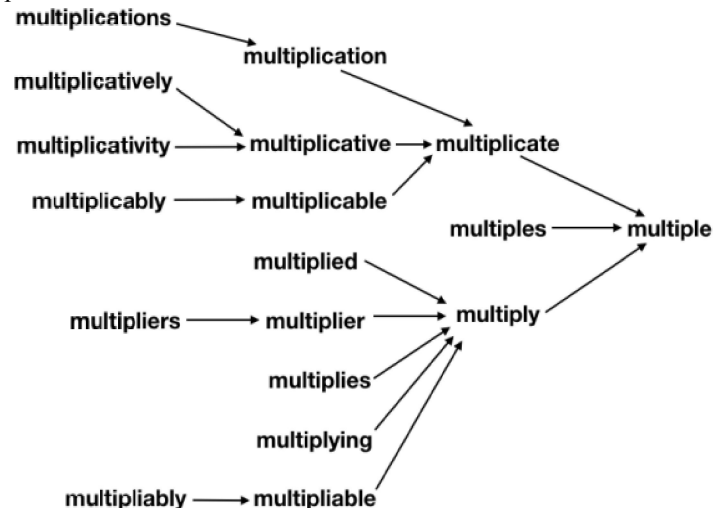 multiplications
multiplication
multiplicatively
multiplicativity multiplicative multiplicate
multiplicably multiplicable
multiples multiple
multiplied
multipliers multiplier multiply
multiplies
multiplying
multipliably multipliable